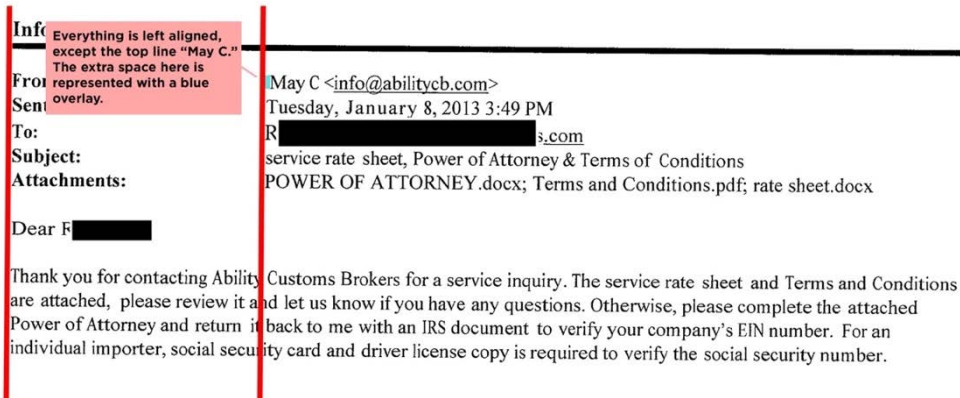 Info
Everything is left aligned,
except the top line “May C.”
The extra space here is
represented with a blue
overlay.
From May C <info@abilitycb.com>
Sent Tuesday, January 8, 2013 3:49 PM
To: R s.com
Subject: service rate sheet, Power of Attorney & Terms of Conditions
Attachments: POWER OF ATTORNEY.docx; Terms and Conditions.pdf; rate sheet.docx
Dear F
Thank you for contacting Ability Customs Brokers for a service inquiry. The service rate sheet and Terms and Conditions
are attached, please review it and let us know if you have any questions. Otherwise, please complete the attached
Power of Attorney and return it back to me with an IRS document to verify your company’s EIN number. For an
individual importer, social security card and driver license copy is required to verify the social security number.